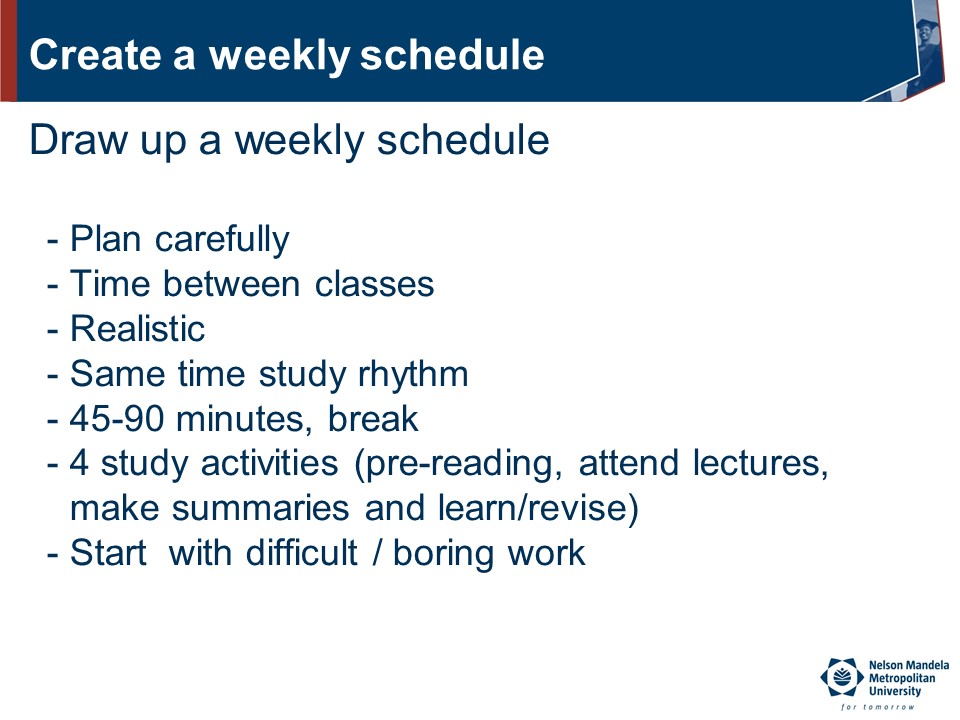 Create a weekly schedule
Draw up a weekly schedule
- Plan carefully
- Time between classes
- Realistic
- Same time study rhythm
- 45-90 minutes, break
- 4 study activities (pre-reading, attend lectures,
make summaries and learn/revise)
- Start  with difficult / boring work
Nelson Mandela
Metropolitan
University
for tomorrow